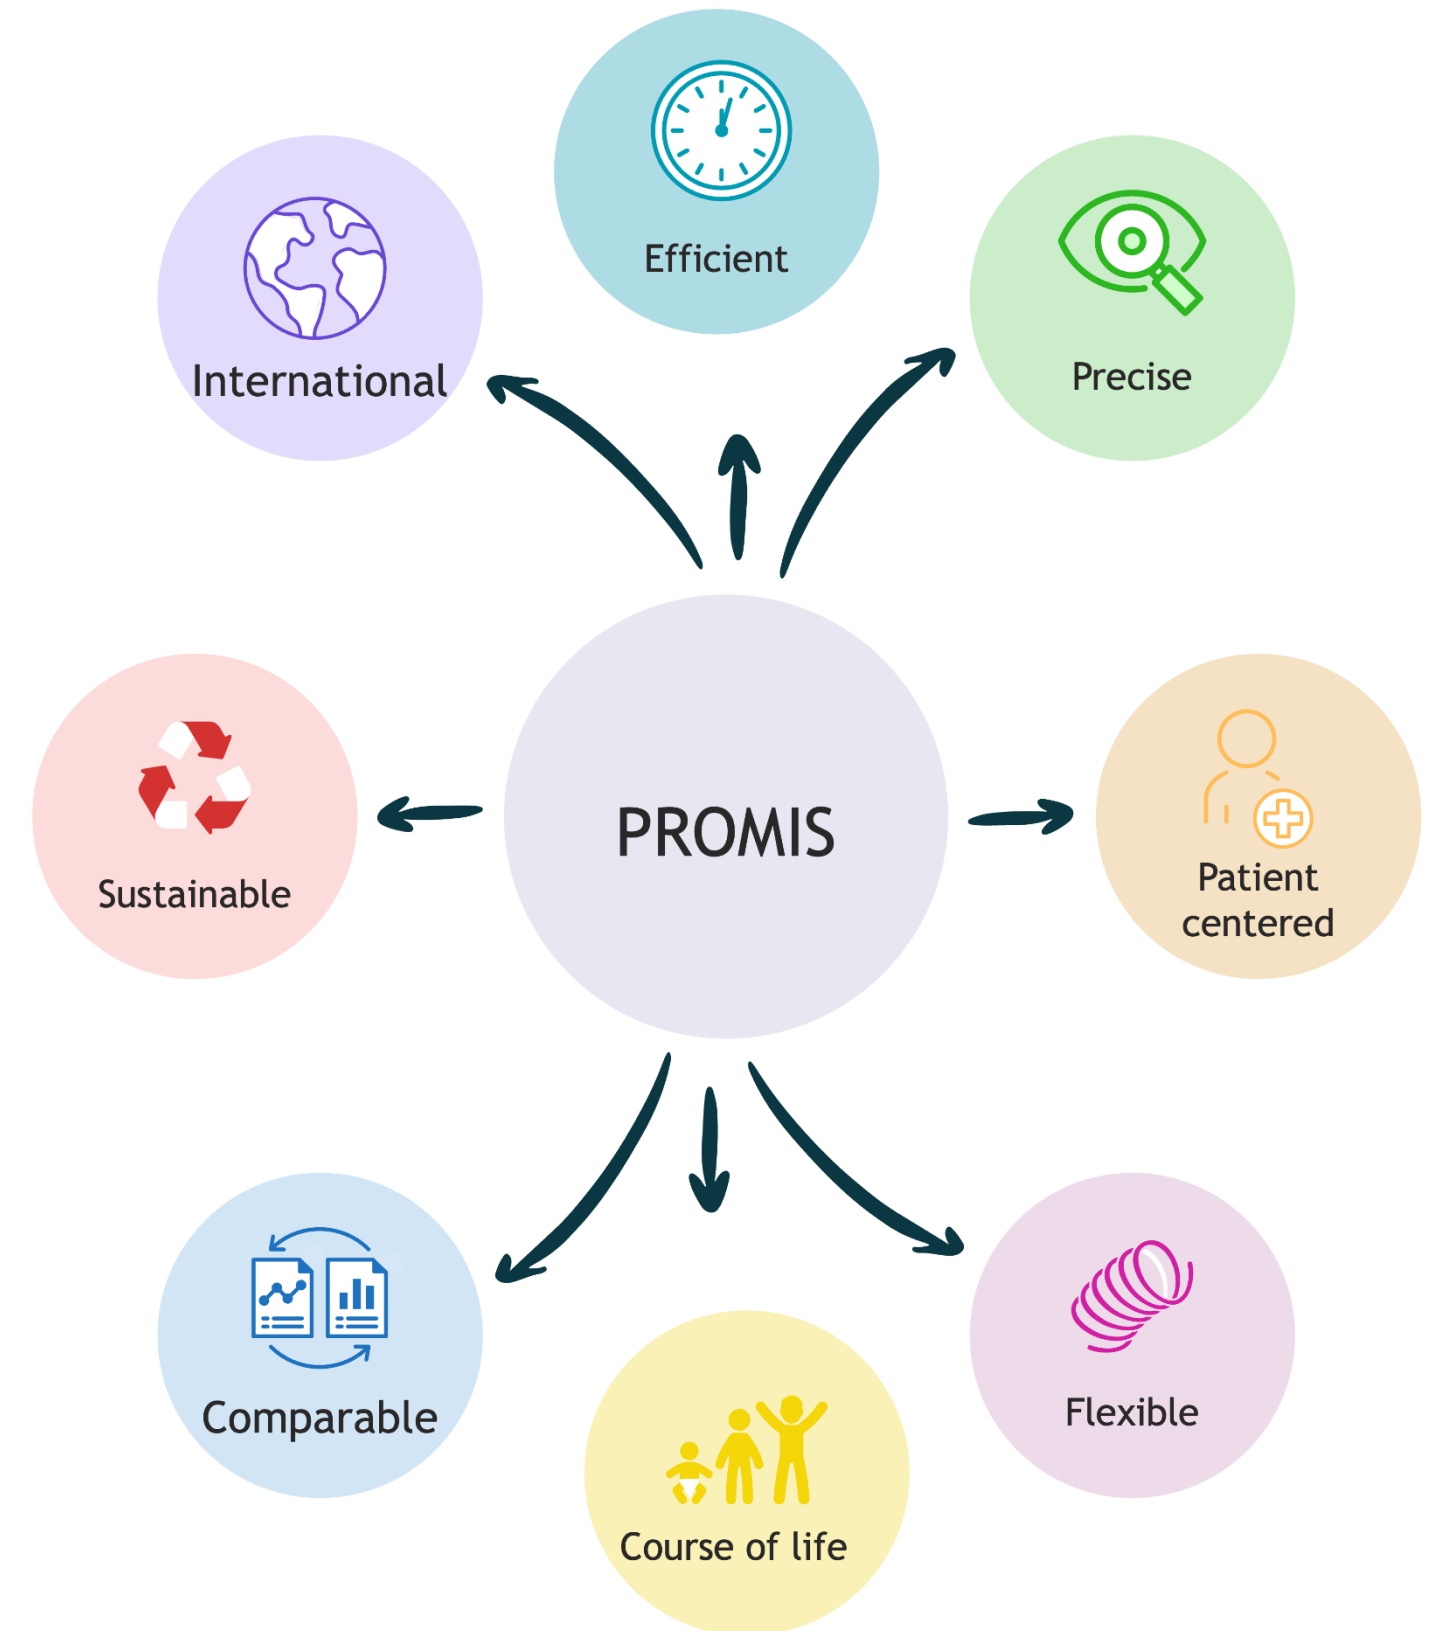 Efficient
International
Precise
PROMIS
Sustainable
Patient
centered
Comparable
Flexible
Course of life